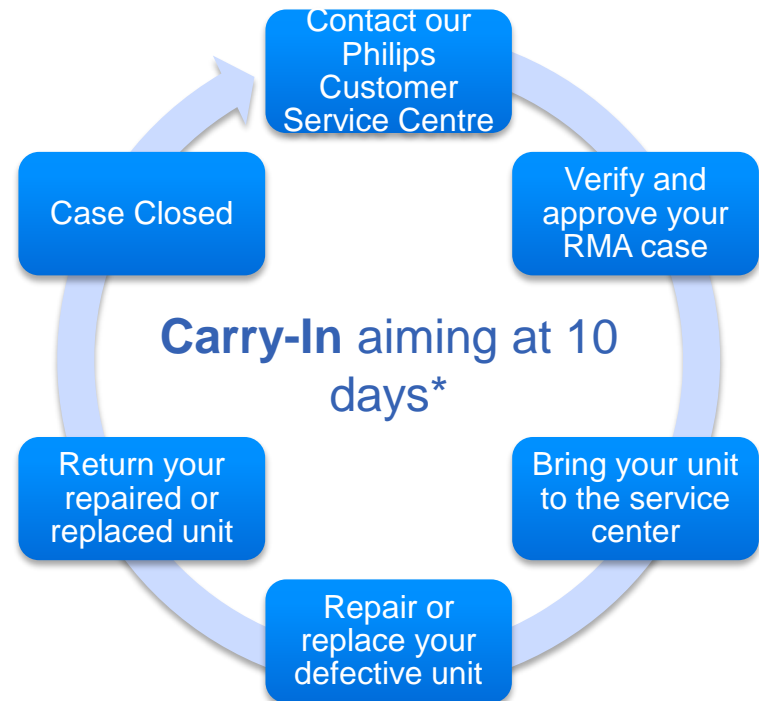 Contact our
Philips
Customer
Service Centre
Verify and
approve your
RMA case
Bring your unit
to the service
center
Repair or
replace your
defective unit
Return your
repaired or
replaced unit
Case Closed
Carry-In aiming at 10
days*